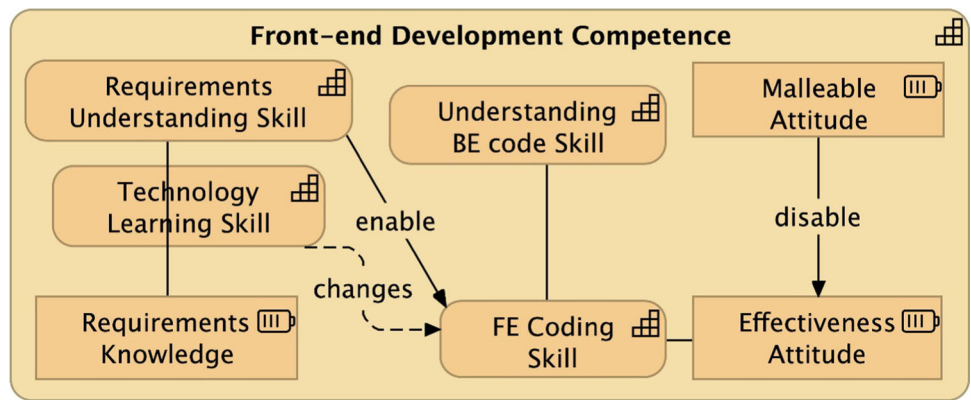 Front-end Development Competence
Requirements
Understanding Skill
Understanding
BE code Skill
Malleable
Attitude
Technology
Learning Skill
enable
disable
changes
Requirements
Knowledge
FE Coding
Skill
Effectiveness
Attitude